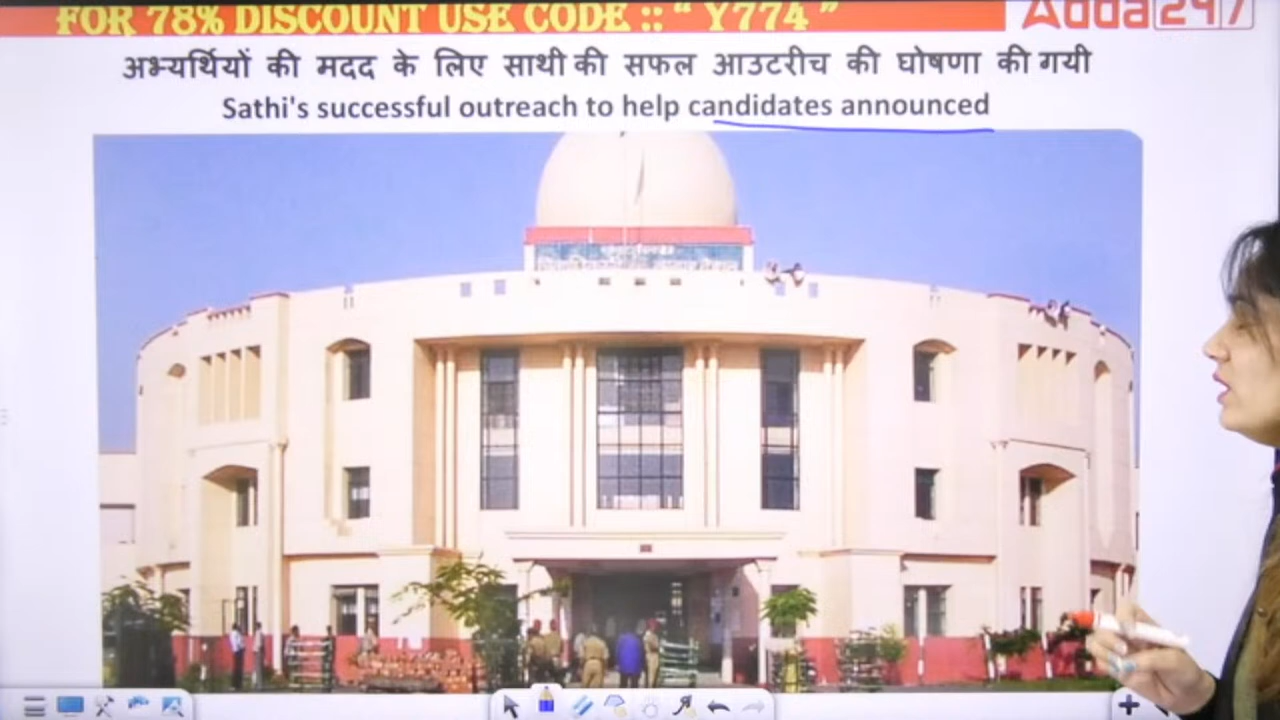 FOR 78% DISCOUNT USE CODE :: “ Y774 ”
Adda247
अभ्यर्थियों की मदद के लिए साथी की सफल आउटरीच की घोषणा की गयी
Sathi's successful outreach to help candidates announced